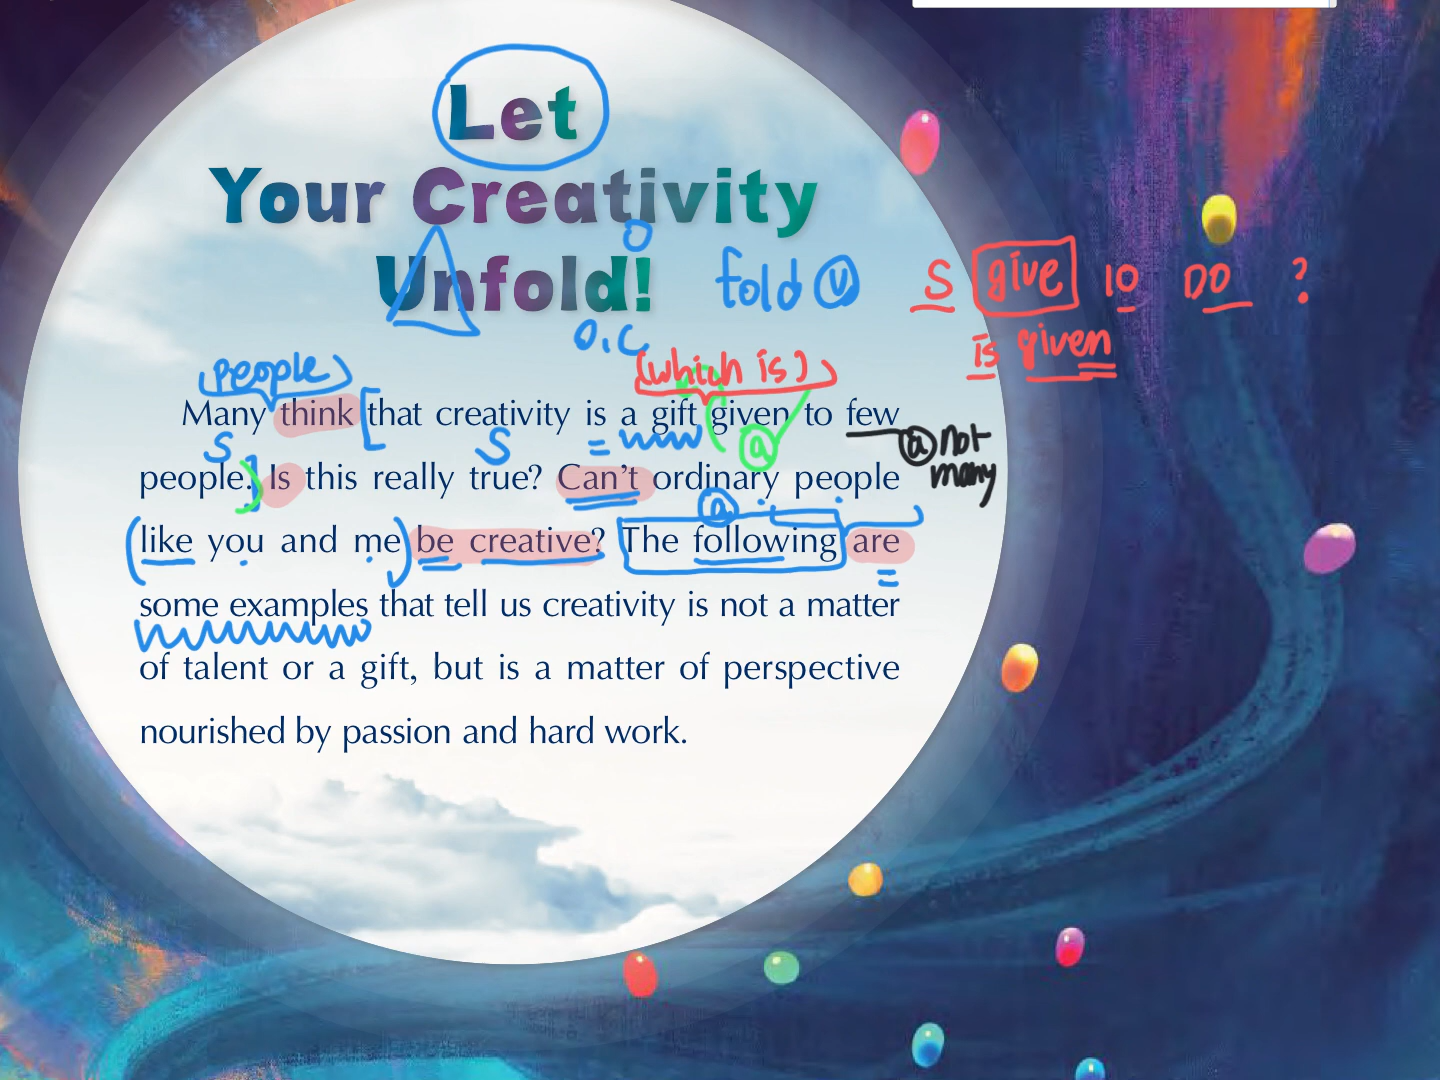 Let
Your Creativity
Unfold!
O
fold v
S give IO DO ?
is given
O.C
people
(which is)
Many think that creativity is a gift given to few
S
S
a
a not
many
people. Is this really true? Can't ordinary people
a
like you and me be creative? The following are
some examples that tell us creativity is not a matter
of talent or a gift, but is a matter of perspective
nourished by passion and hard work.